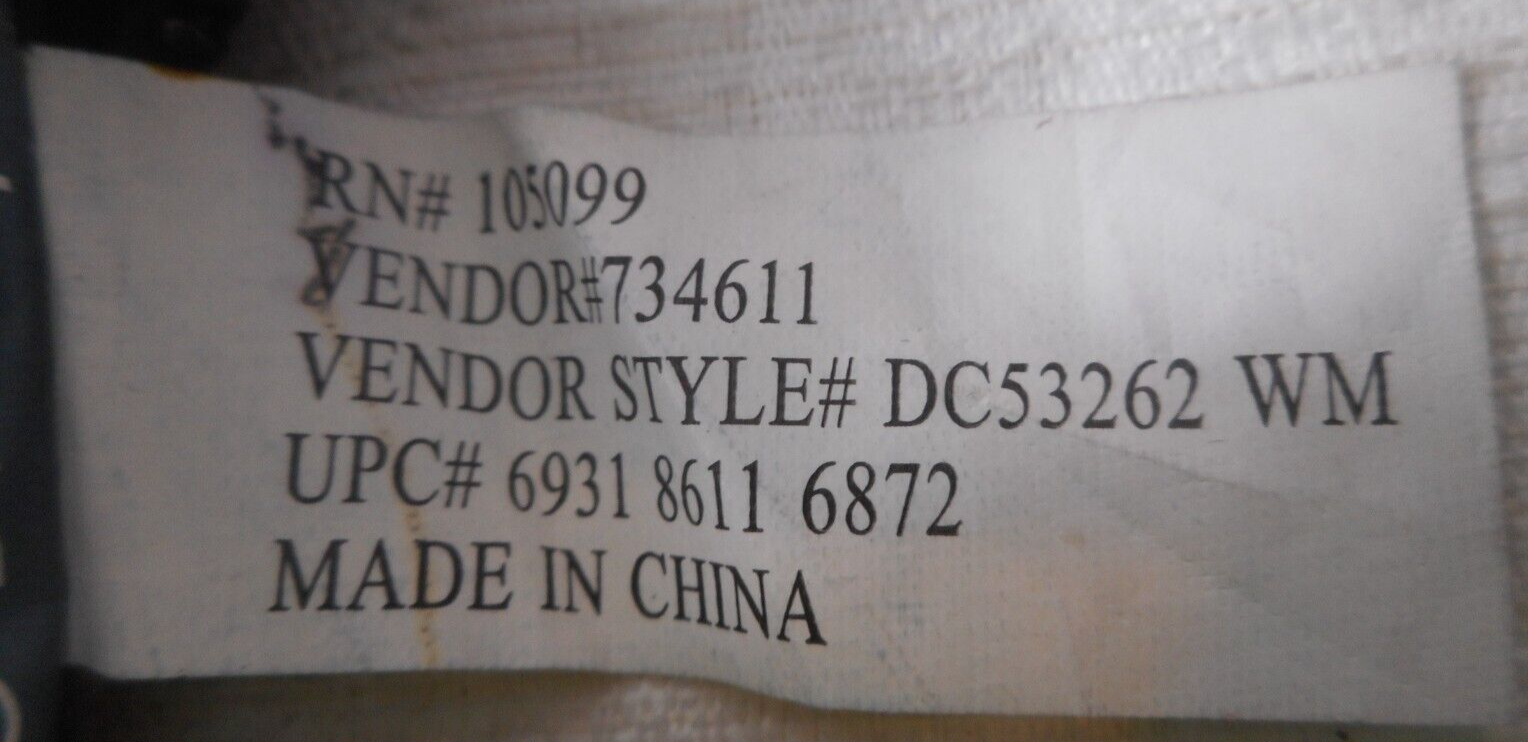 RN# 105099
VENDOR#734611
VENDOR STYLE# DC53262 WM
UPC# 6931 8611 6872
MADE IN CHINA